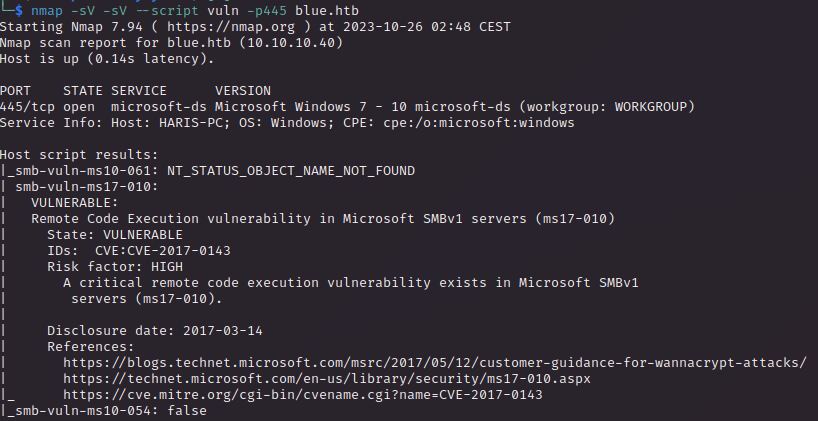 $ nmap -sV -sV --script vuln -p445 blue.htb
Starting Nmap 7.94 ( https://nmap.org ) at 2023-10-26 02:48 CEST
Nmap scan report for blue.htb (10.10.10.40)
Host is up (0.14s latency).
PORT    STATE SERVICE      VERSION
445/tcp open  microsoft-ds Microsoft Windows 7 - 10 microsoft-ds (workgroup: WORKGROUP)
Service Info: Host: HARIS-PC; OS: Windows; CPE: cpe:/o:microsoft:windows
Host script results:
|_smb-vuln-ms10-061: NT_STATUS_OBJECT_NAME_NOT_FOUND
| smb-vuln-ms17-010:
|   VULNERABLE:
|   Remote Code Execution vulnerability in Microsoft SMBv1 servers (ms17-010)
|     State: VULNERABLE
|     IDs:  CVE:CVE-2017-0143
|     Risk factor: HIGH
|       A critical remote code execution vulnerability exists in Microsoft SMBv1
|        servers (ms17-010).
|
|     Disclosure date: 2017-03-14
|     References:
|       https://blogs.technet.microsoft.com/msrc/2017/05/12/customer-guidance-for-wannacrypt-attacks/
|       https://technet.microsoft.com/en-us/library/security/ms17-010.aspx
|_      https://cve.mitre.org/cgi-bin/cvename.cgi?name=CVE-2017-0143
|_smb-vuln-ms10-054: false